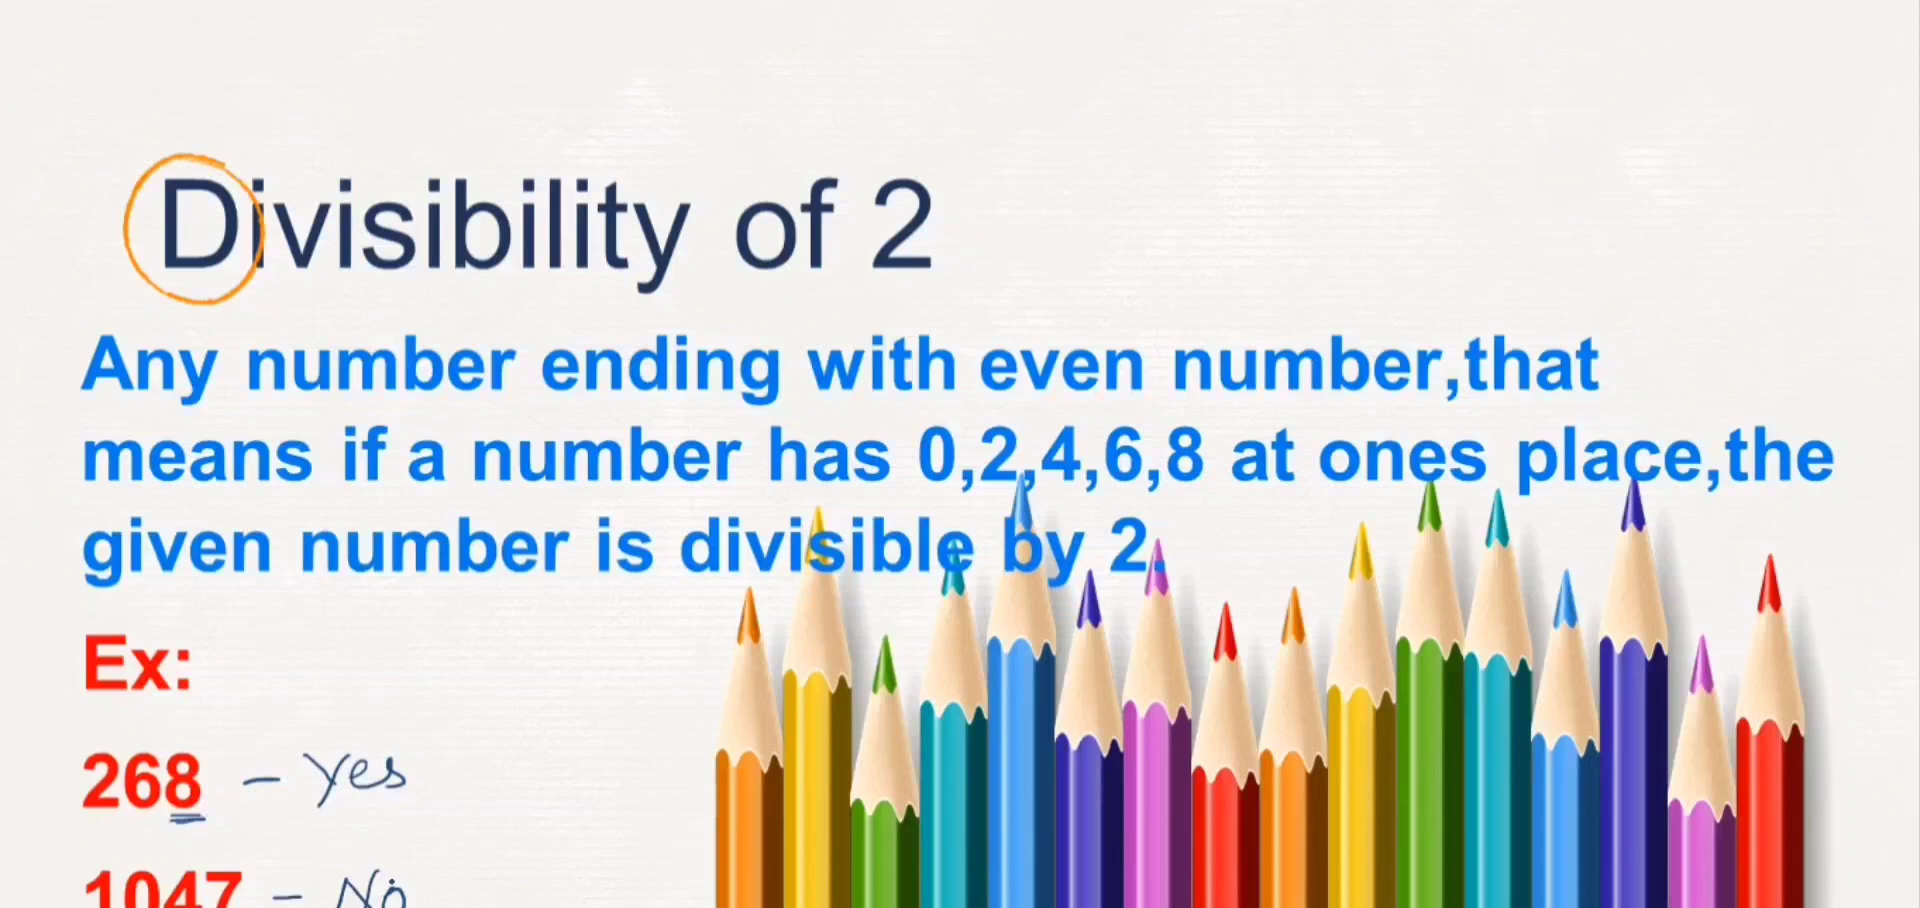 Divisibility of 2
Any number ending with even number,that
means if a number has 0,2,4,6,8 at ones place,the
given number is divisible by 2.
Ex:
268 - Yes
1047 - No